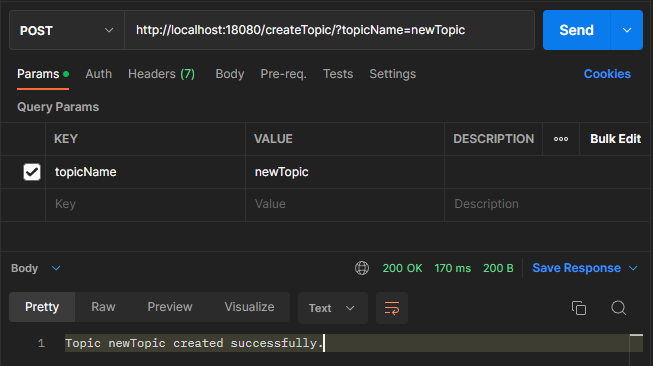 POST http://localhost:18080/createTopic/?topicName=newTopic Send
Params Auth Headers (7) Body Pre-req. Tests Settings Cookies
Query Params
KEY VALUE DESCRIPTION ooo Bulk Edit
topicName newTopic
Key Value Description
Body 200 OK 170 ms 200 B Save Response
Pretty Raw Preview Visualize Text
1 Topic newTopic created successfully.